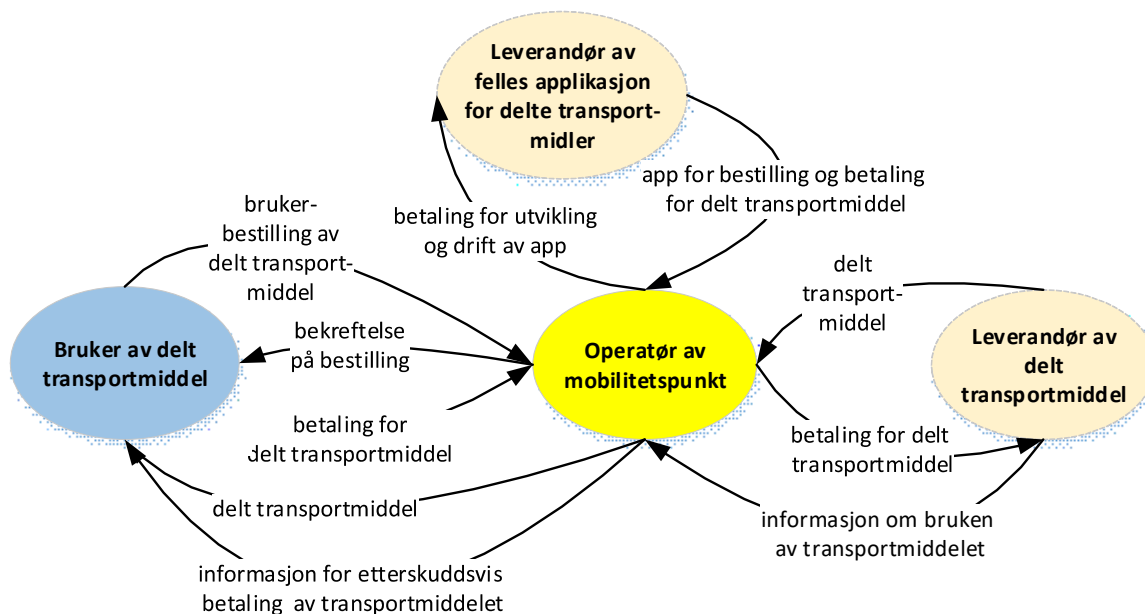 Leverandør av
felles applikasjon
for delte transport-
midler
app for bestilling og betaling
for delt transportmiddel
betaling for utvikling
og drift av app
bruker-
bestilling av
delt transport-
middel
delt
transport-
middel
Bruker av delt
transportmiddel
bekreftelse
på bestilling
Operatør av
mobilitetspunkt
Leverandør av
delt
transportmiddel
betaling for
delt transportmiddel
betaling for delt
transportmiddel
delt transportmiddel
informasjon om bruken
av transportmiddelet
informasjon for etterskuddsvis
betaling av transportmiddelet